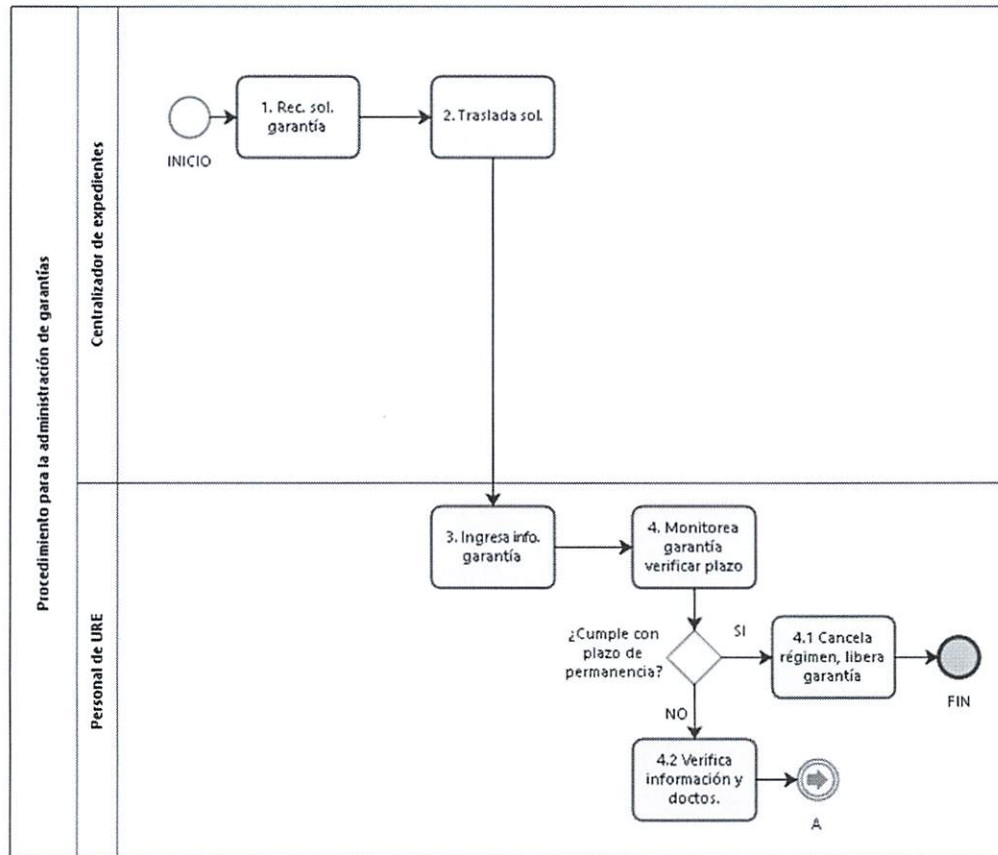 Procedimiento para la administración de garantías
Centralizador de expedientes
INICIO
1. Rec. sol.
garantía
2. Traslada sol.
Personal de URE
3. Ingresa info.
garantía
4. Monitorea
garantía
verificar plazo
¿Cumple con
plazo de
permanencia?
SI
4.1 Cancela
régimen, libera
garantía
FIN
NO
4.2 Verifica
información y
doctos.
A